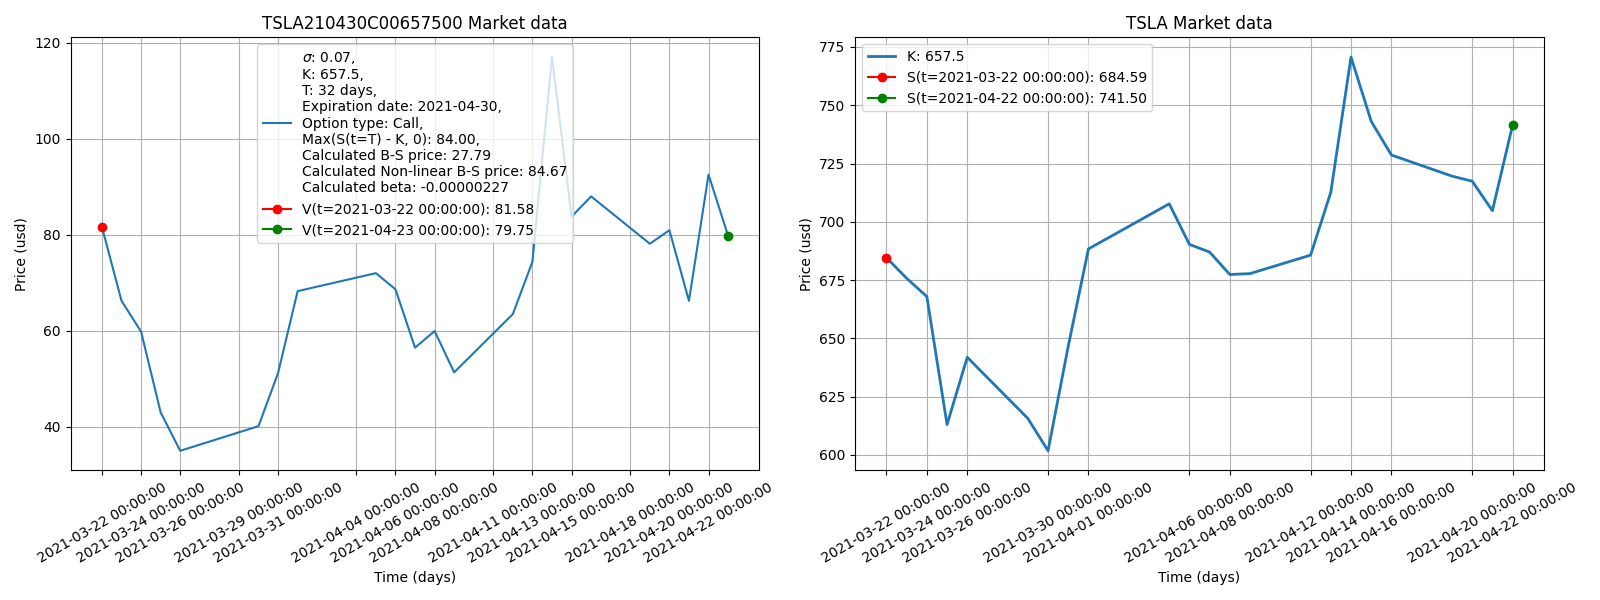 TSLA210430C00657500 Market data
Price (usd)
120
100
80
60
40
σ: 0.07,
K: 657.5,
T: 32 days,
Expiration date: 2021-04-30,
Option type: Call,
Max(S(t=T) - K, 0): 84.00,
Calculated B-S price: 27.79
Calculated Non-linear B-S price: 84.67
Calculated beta: -0.00000227
V(t=2021-03-22 00:00:00): 81.58
V(t=2021-04-23 00:00:00): 79.75
2021-03-22 00:00:00
2021-03-24 00:00:00
2021-03-26 00:00:00
2021-03-29 00:00:00
2021-03-31 00:00:00
2021-04-04 00:00:00
2021-04-06 00:00:00
2021-04-08 00:00:00
2021-04-11 00:00:00
2021-04-13 00:00:00
2021-04-15 00:00:00
2021-04-18 00:00:00
2021-04-20 00:00:00
2021-04-22 00:00:00
Time (days)
TSLA Market data
Price (usd)
775
750
725
700
675
650
625
600
K: 657.5
S(t=2021-03-22 00:00:00): 684.59
S(t=2021-04-22 00:00:00): 741.50
2021-03-22 00:00:00
2021-03-24 00:00:00
2021-03-26 00:00:00
2021-03-30 00:00:00
2021-04-01 00:00:00
2021-04-06 00:00:00
2021-04-08 00:00:00
2021-04-12 00:00:00
2021-04-14 00:00:00
2021-04-16 00:00:00
2021-04-20 00:00:00
2021-04-22 00:00:00
Time (days)